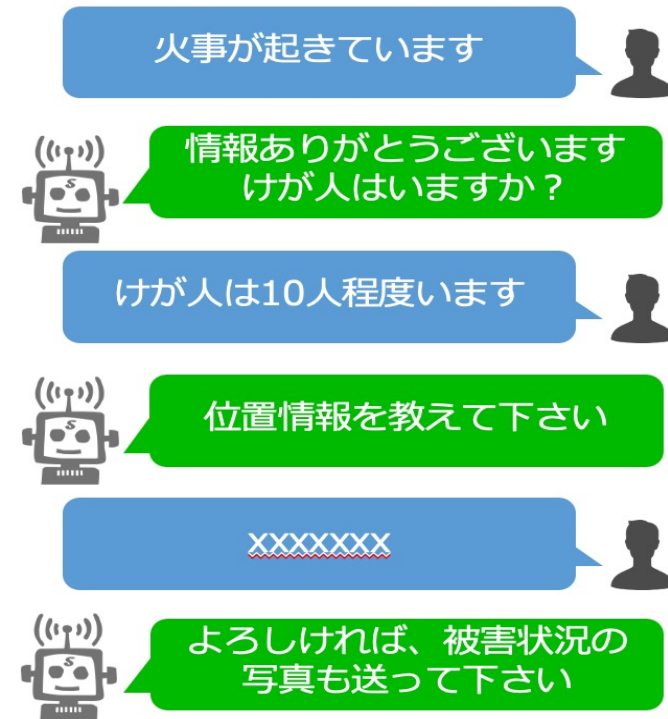 火事が起きています
情報ありがとうございます
けが人はいますか？
けが人は10人程度います
位置情報を教えて下さい
xxxxxxx
よろしければ、被害状況の
写真も送って下さい